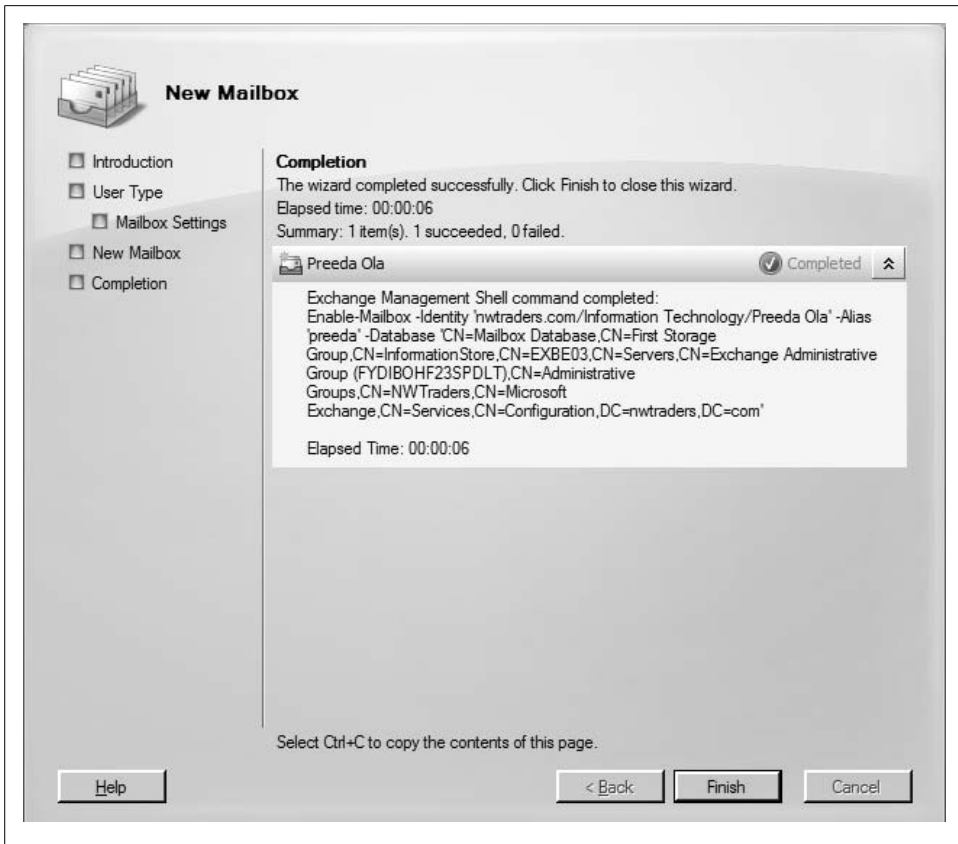 New Mailbox
Introduction
User Type
Mailbox Settings
New Mailbox
Completion
Completion
The wizard completed successfully. Click Finish to close this wizard.
Elapsed time: 00:00:06
Summary: 1 item(s). 1 succeeded, 0 failed.
Preeda Ola
Completed
Exchange Management Shell command completed:
Enable-Mailbox -Identity 'nwtraders.com/Information Technology/Preeda Ola' -Alias
'preeda' -Database 'CN=Mailbox Database,CN=First Storage
Group,CN=InformationStore,CN=EXBE03,CN=Servers,CN=Exchange Administrative
Group (FYDIBOHF23SPDLT),CN=Administrative
Groups,CN=NWTraders,CN=Microsoft
Exchange,CN=Services,CN=Configuration,DC=nwtraders,DC=com'
Elapsed Time: 00:00:06
Select Ctrl+C to copy the contents of this page.
Help
< Back
Finish
Cancel